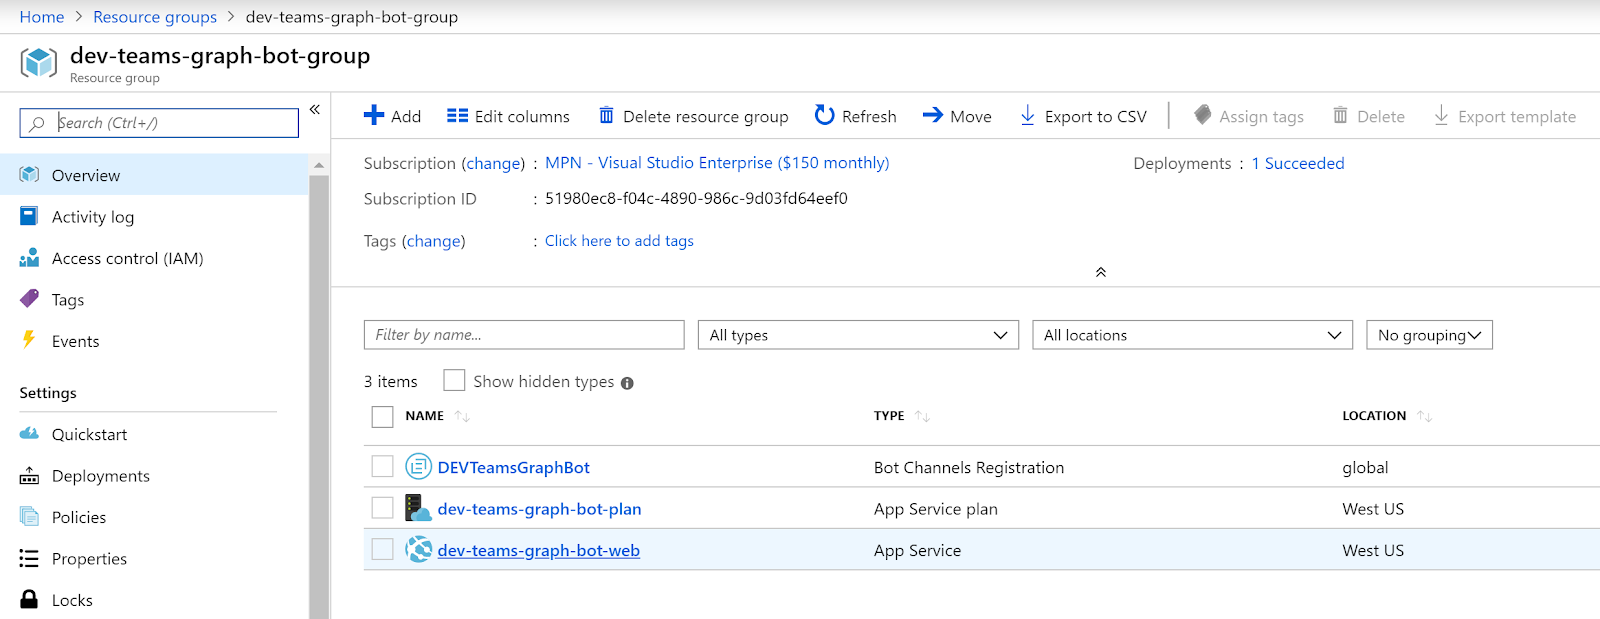 Home > Resource groups > dev-teams-graph-bot-group
dev-teams-graph-bot-group
Resource group
Search (Ctrl+/)
Overview
Activity log
Access control (IAM)
Tags
Events
Settings
Quickstart
Deployments
Policies
Properties
Locks
Add Edit columns Delete resource group Refresh Move Export to CSV Assign tags Delete Export template
Subscription (change) : MPN - Visual Studio Enterprise ($150 monthly) Deployments : 1 Succeeded
Subscription ID : 51980ec8-f04c-4890-986c-9d03fd64eef0
Tags (change) : Click here to add tags
Filter by name... All types All locations No grouping
3 items Show hidden types
NAME TYPE LOCATION
DEVTeamsGraphBot Bot Channels Registration global
dev-teams-graph-bot-plan App Service plan West US
dev-teams-graph-bot-web App Service West US